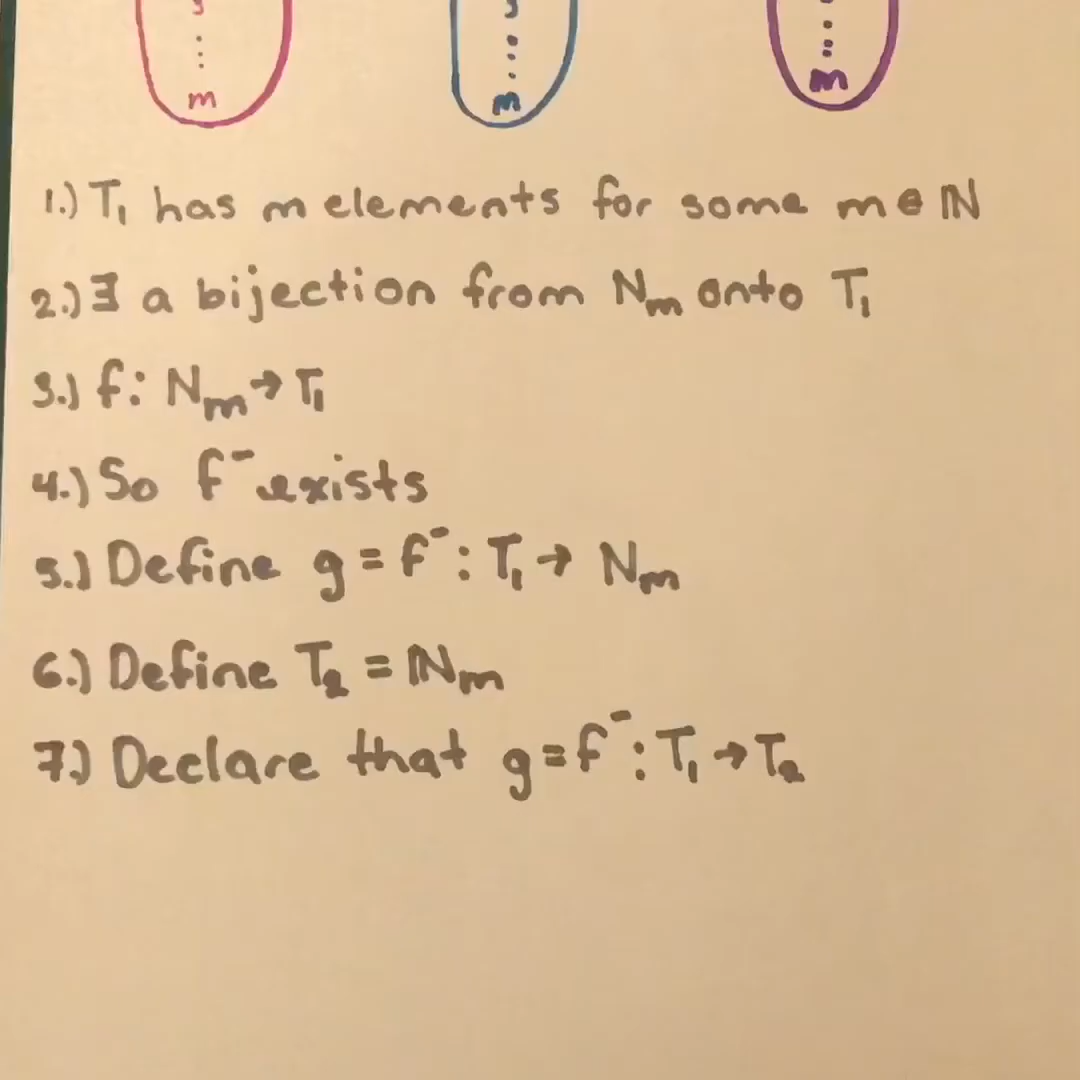 m m m
1.) T₁ has m elements for some m ∈ ℕ
2.) ∃ a bijection from ℕₘ onto T₁
3.) f: ℕₘ → T₁
4.) So f⁻ exists
5.) Define g = f⁻ : T₁ → ℕₘ
6.) Define T₂ = ℕₘ
7.) Declare that g = f⁻ : T₁ → T₂